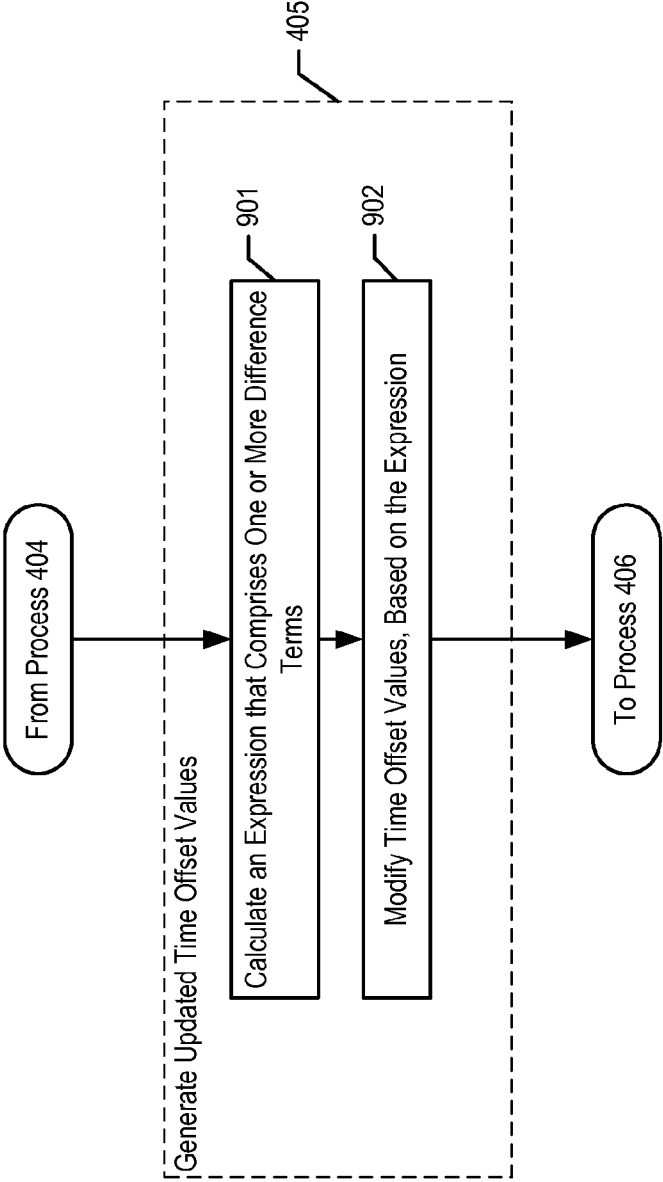 From Process 404
405
Generate Updated Time Offset Values
901
Calculate an Expression that Comprises One or More Difference
Terms
902
Modify Time Offset Values, Based on the Expression
To Process 406